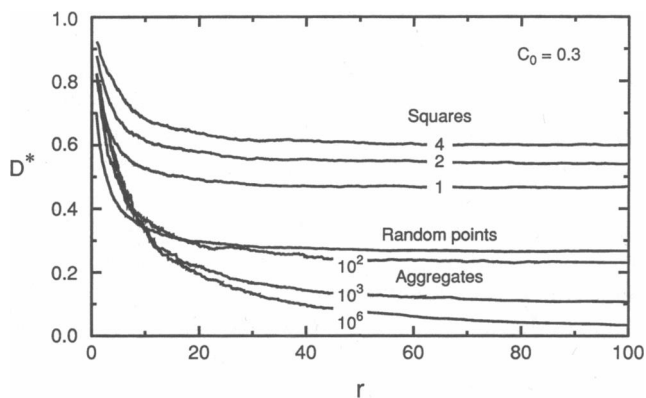 1.0
C₀ = 0.3
0.8
Squares
0.6
4
D*
2
1
0.4
Random points
10²
0.2
Aggregates
10³
10⁶
0.0
0 20 40 60 80 100
r